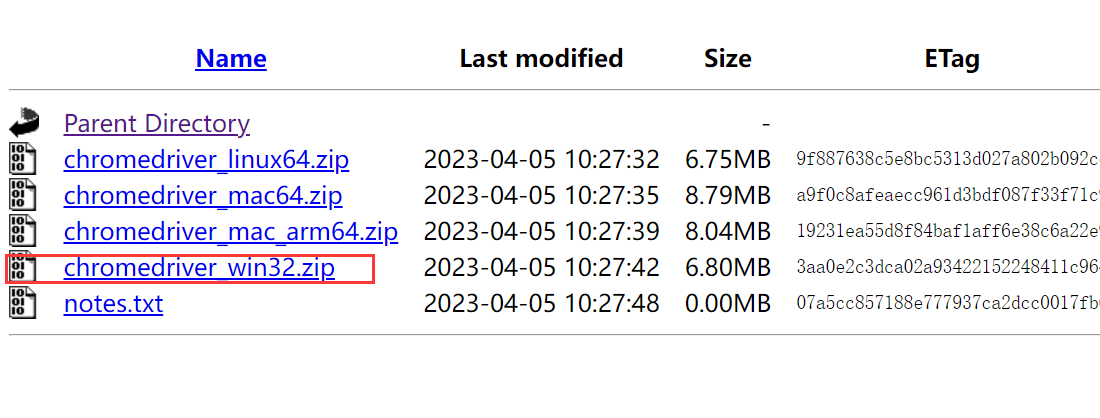 Name Last modified Size ETag
Parent Directory -
chromedriver_linux64.zip 2023-04-05 10:27:32 6.75MB 9f887638c5e8bc5313d027a802b092c
chromedriver_mac64.zip 2023-04-05 10:27:35 8.79MB a9f0c8afeaecc961d3bdf087f33f71c
chromedriver_mac_arm64.zip 2023-04-05 10:27:39 8.04MB 19231ea55d8f84baf1aff6e38c6a22e
chromedriver_win32.zip 2023-04-05 10:27:42 6.80MB 3aa0e2c3dca02a93422152248411c96
notes.txt 2023-04-05 10:27:48 0.00MB 07a5cc857188e777937ca2dcc0017fb